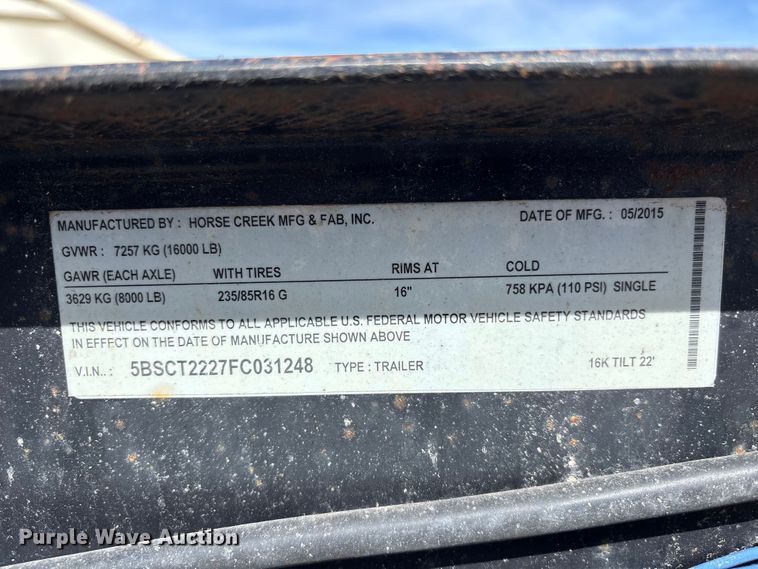 MANUFACTURED BY : HORSE CREEK MFG & FAB, INC. DATE OF MFG. : 05/2015
GVWR : 7257 KG (16000 LB)
GAWR (EACH AXLE) WITH TIRES RIMS AT COLD
3629 KG (8000 LB) 235/85R16 G 16" 758 KPA (110 PSI) SINGLE
THIS VEHICLE CONFORMS TO ALL APPLICABLE U.S. FEDERAL MOTOR VEHICLE SAFETY STANDARDS
IN EFFECT ON THE DATE OF MANUFACTURE SHOWN ABOVE
V.I.N.. : 5BSCT2227FC031248 TYPE : TRAILER 16K TILT 22'
Purple Wave Auction